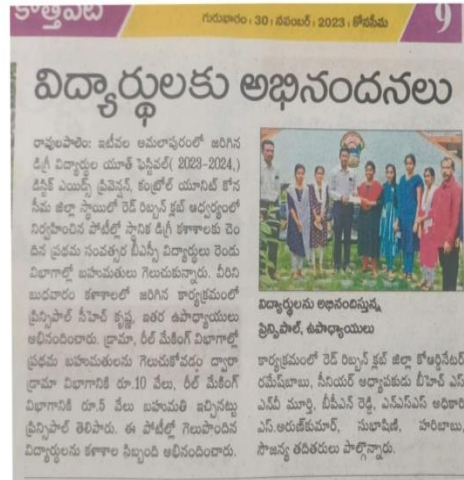 కొత్తపేట
గురువారం : 30 : నవంబర్ : 2023 : కోనసీమ
9
విద్యార్థులకు అభినందనలు
రావులపాలెం: ఇటీవల అమలాపురంలో జరిగిన
డిగ్రీ విద్యార్థుల యూత్ ఫెస్టివల్( 2023-2024,)
డిస్ట్రిక్ ఎయిడ్స్ ప్రివెన్షన్, కంట్రోల్ యూనిట్ కోన
సీమ జిల్లా స్థాయిలో రెడ్ రిబ్బన్ క్లబ్ ఆధ్వర్యంలో
నిర్వహించిన పోటీల్లో స్థానిక డిగ్రీ కళాశాలకు చెం
దిన ప్రథమ సంవత్సర బీఎస్సీ విద్యార్థులు రెండు
విభాగాల్లో బహుమతులు గెలుచుకున్నారు. వీరిని
బుధవారం కళాశాలలో జరిగిన కార్యక్రమంలో
ప్రిన్సిపాల్ సీహెచ్ కృష్ణ, ఇతర ఉపాధ్యాయులు
అభినందించారు. డ్రామా, రీల్ మేకింగ్ విభాగాల్లో
ప్రథమ బహుమతులను గెలుచుకోవడం ద్వారా
డ్రామా విభాగానికి రూ.10 వేలు, రీల్ మేకింగ్
విభాగానికి రూ.5 వేలు బహుమతి ఇచ్చినట్టు
ప్రిన్సిపాల్ తెలిపారు. ఈ పోటీల్లో గెలుపొందిన
విద్యార్థులను కళాశాల సిబ్బంది అభినందించారు.
విద్యార్థులను అభినందిస్తున్న
ప్రిన్సిపాల్, ఉపాధ్యాయులు
కార్యక్రమంలో రెడ్ రిబ్బన్ క్లబ్ జిల్లా కోఆర్డినేటర్
రమేష్‌బాబు, సీనియర్ అధ్యాపకుడు బీహెచ్ ఎస్
ఎన్‌వీ మూర్తి, బీపీఎన్ రెడ్డి, ఎన్ఎస్ఎస్ అధికారి
ఎస్.అరుణ్‌కుమార్, సుభాషిణి, హరిబాబు,
సౌజన్య తదితరులు పాల్గొన్నారు.